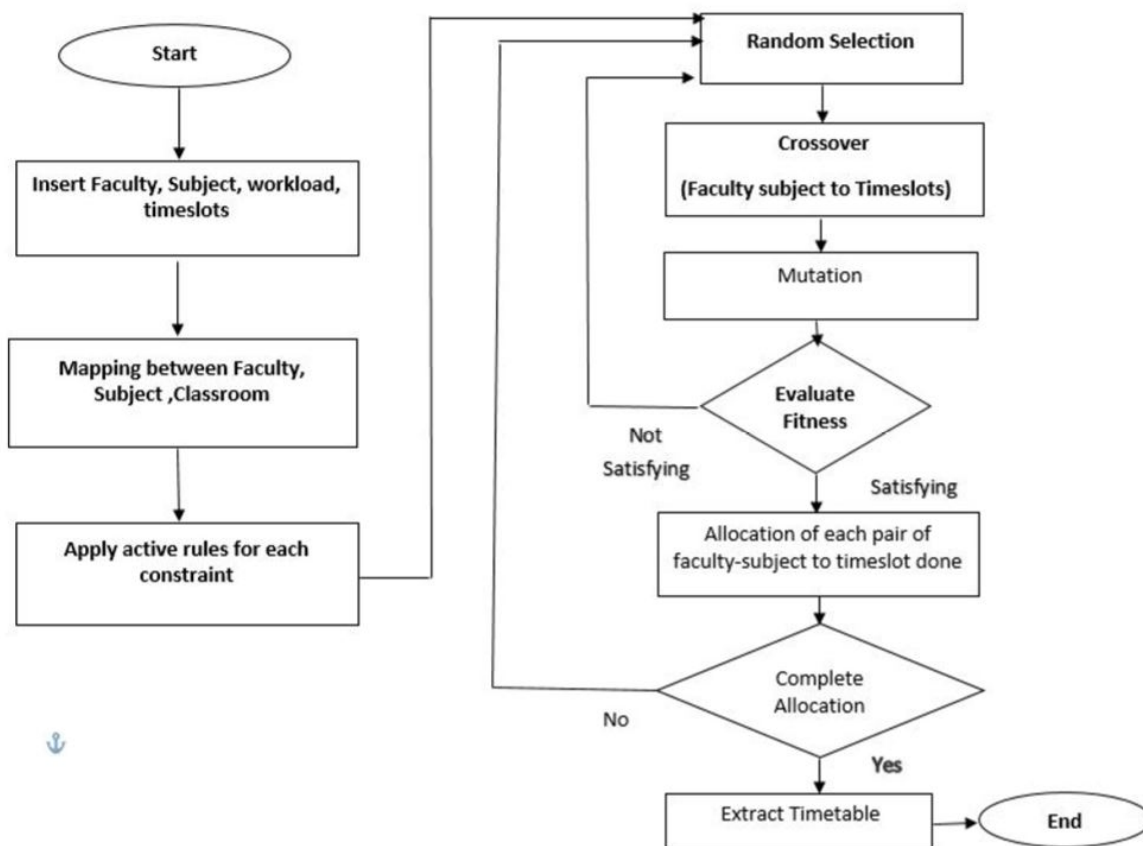 Start
Insert Faculty, Subject, workload,
timeslots
Mapping between Faculty,
Subject ,Classroom
Apply active rules for each
constraint
Random Selection
Crossover
(Faculty subject to Timeslots)
Mutation
Evaluate
Fitness
Not
Satisfying
Satisfying
Allocation of each pair of
faculty-subject to timeslot done
Complete
Allocation
No
Yes
Extract Timetable
End